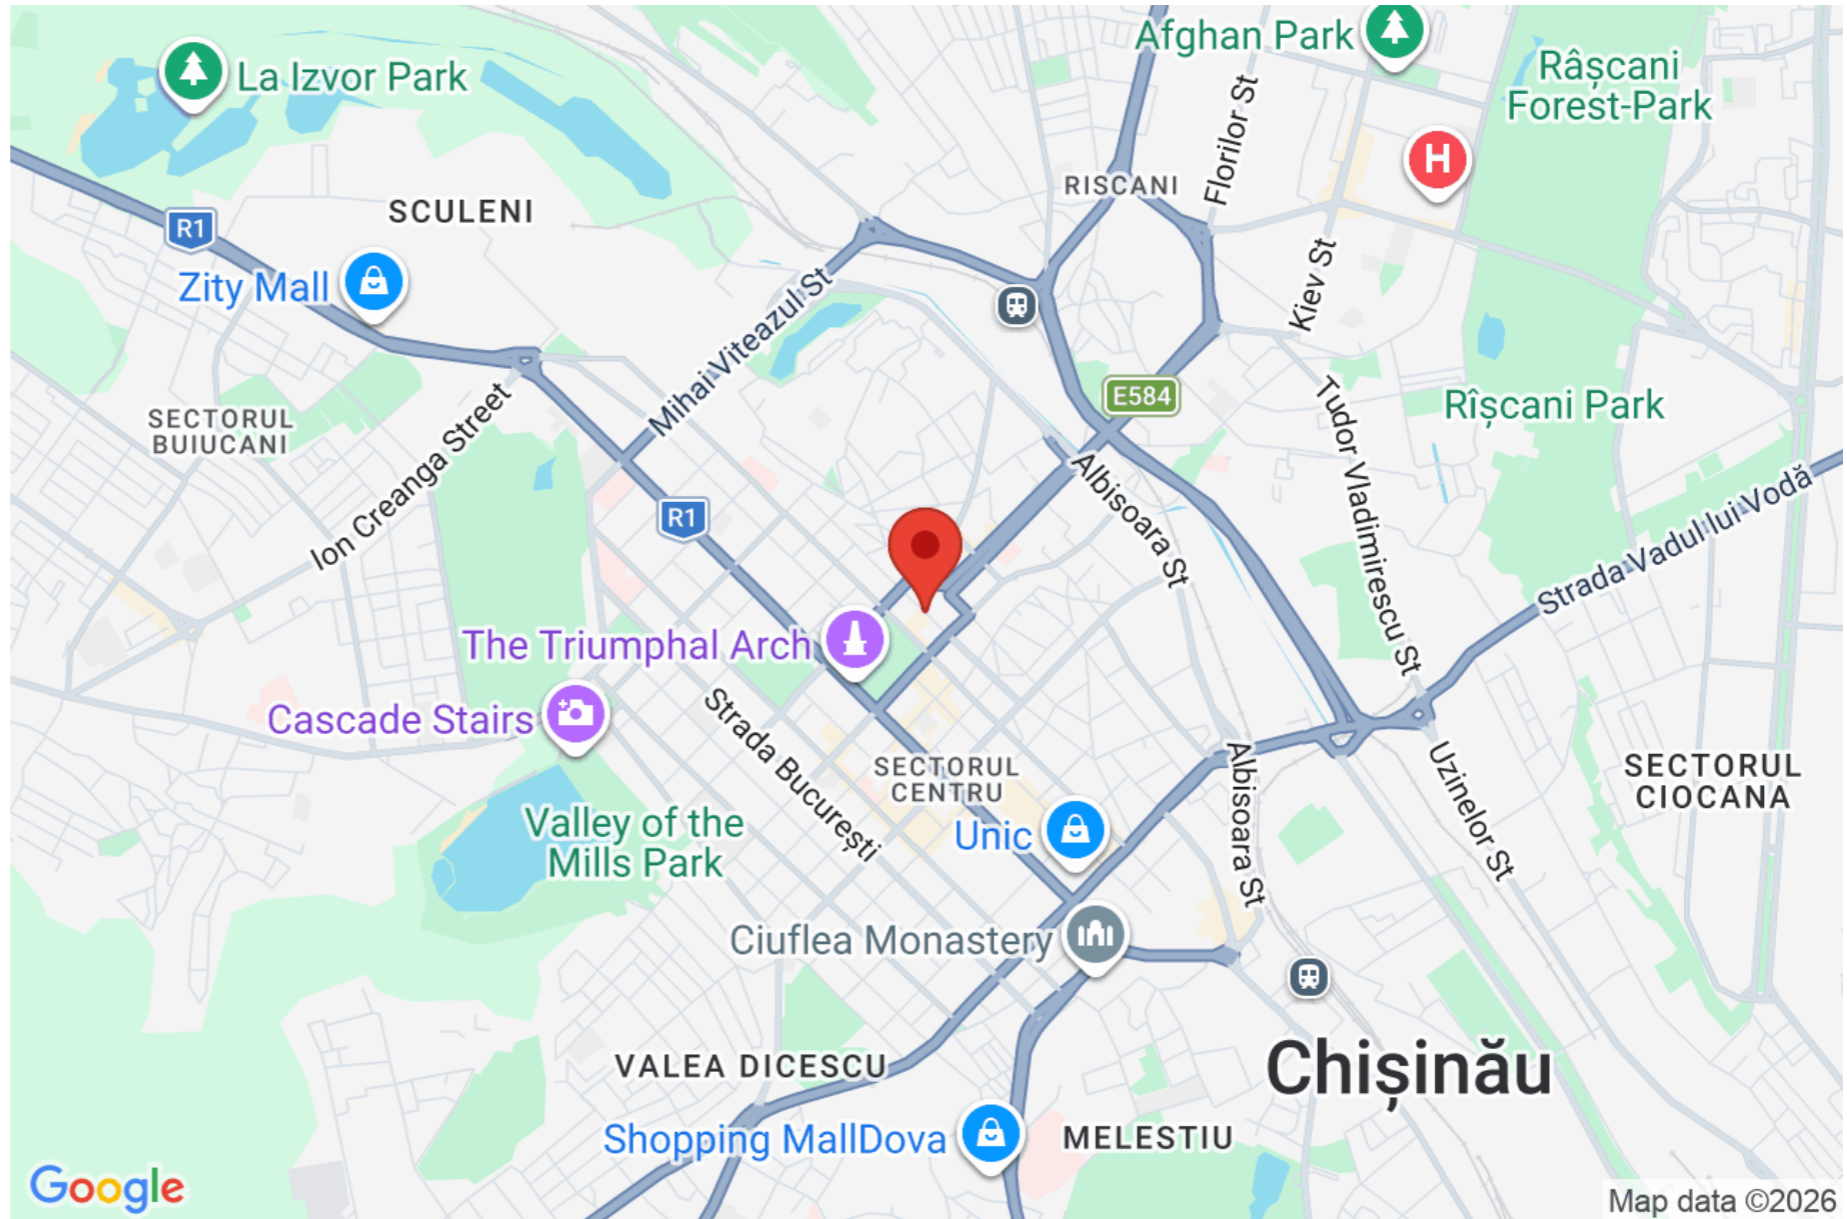 Afghan Park
La Izvor Park
Râșcani
Forest-Park
Florilor St
H
RISCANI
SCULENI
R1
Zity Mall
Kiev St
Mihai Viteazul St
E584
SECTORUL
BUIUCANI
Ion Creanga Street
Rîșcani Park
Tudor Vladimirescu St
R1
Albisoara St
Strada Vadul lui Vodă
The Triumphal Arch
Cascade Stairs
Strada București
SECTORUL
CENTRU
Albisoara St
Uzinelor St
SECTORUL
CIOCANA
Valley of the
Mills Park
Unic
Ciuflea Monastery
VALEA DICESCU
Chișinău
Shopping MallDova
MELESTIU
Google
Map data ©2026